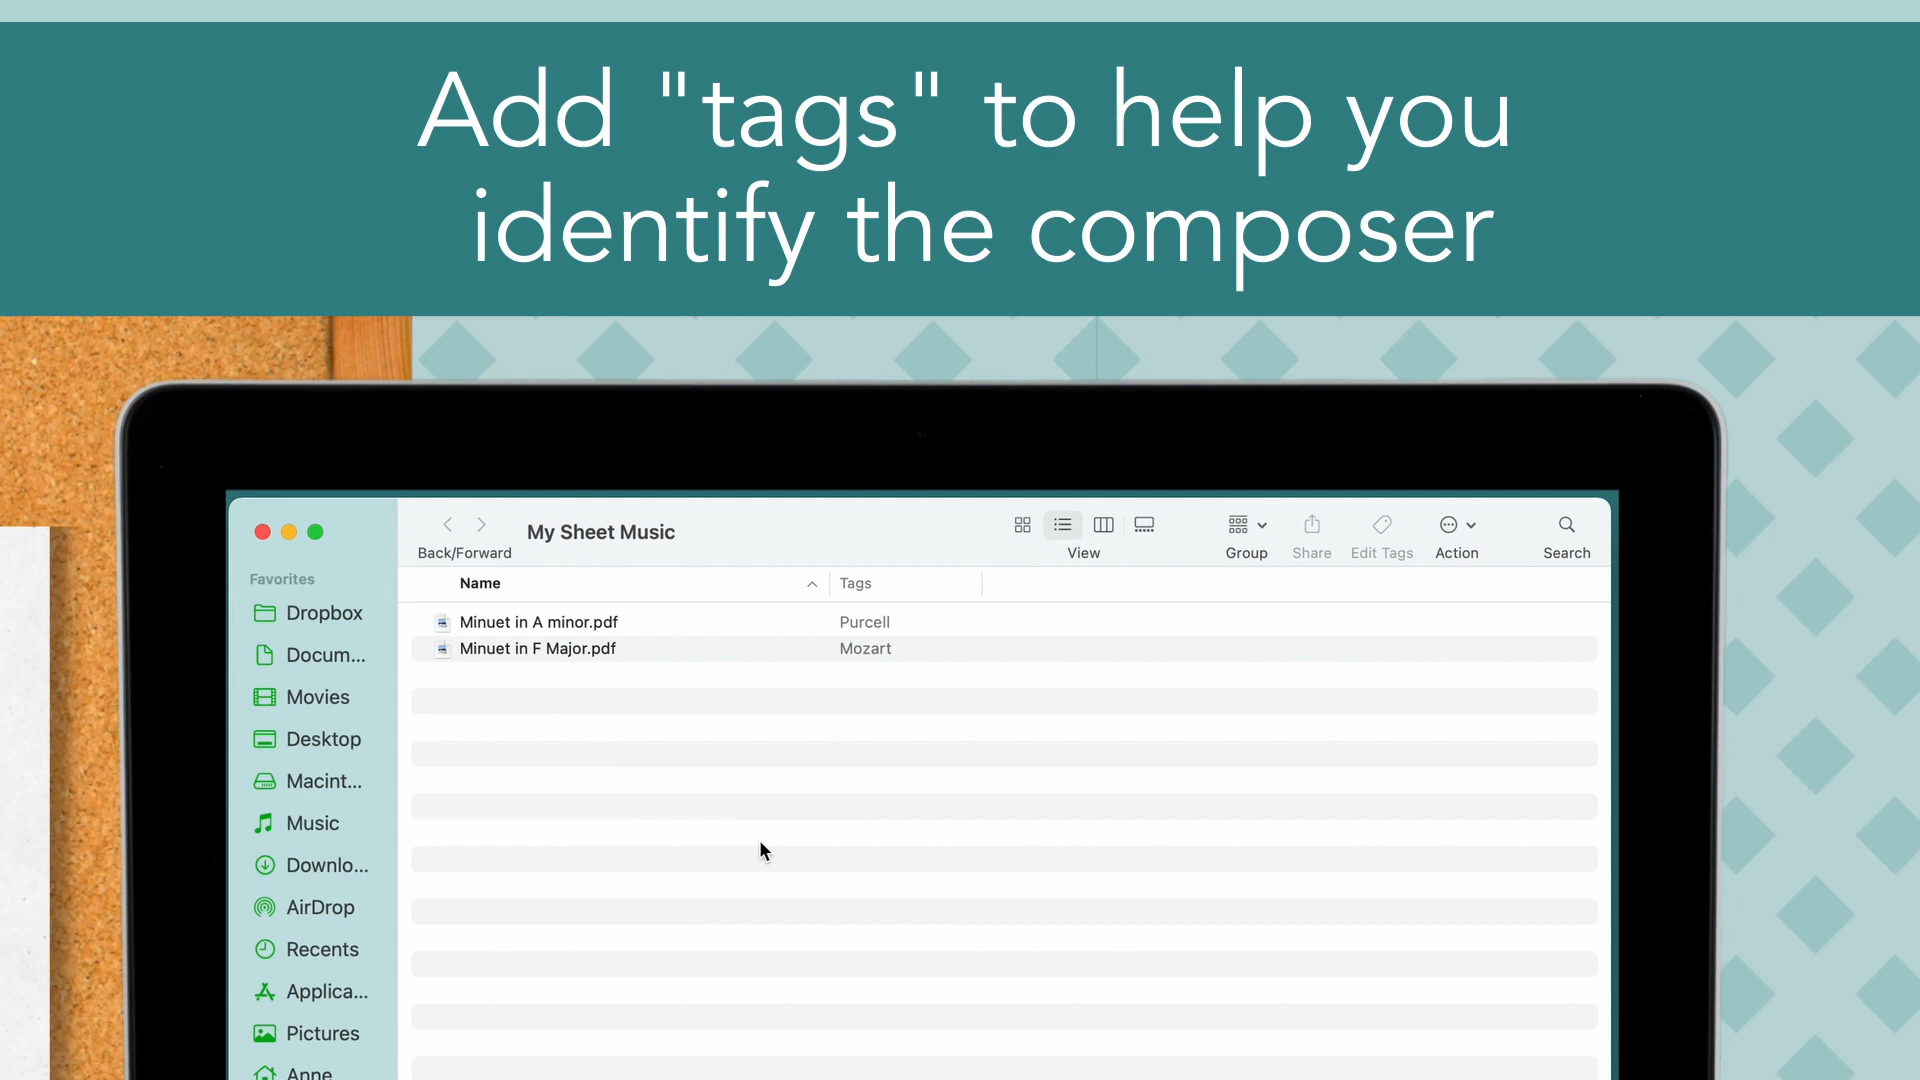 Add "tags" to help you
identify the composer
My Sheet Music
Back/Forward
View
Group
Share
Edit Tags
Action
Search
Favorites
Dropbox
Docum...
Movies
Desktop
Macint...
Music
Downlo...
AirDrop
Recents
Applica...
Pictures
Anne
Name
Tags
Minuet in A minor.pdf
Purcell
Minuet in F Major.pdf
Mozart